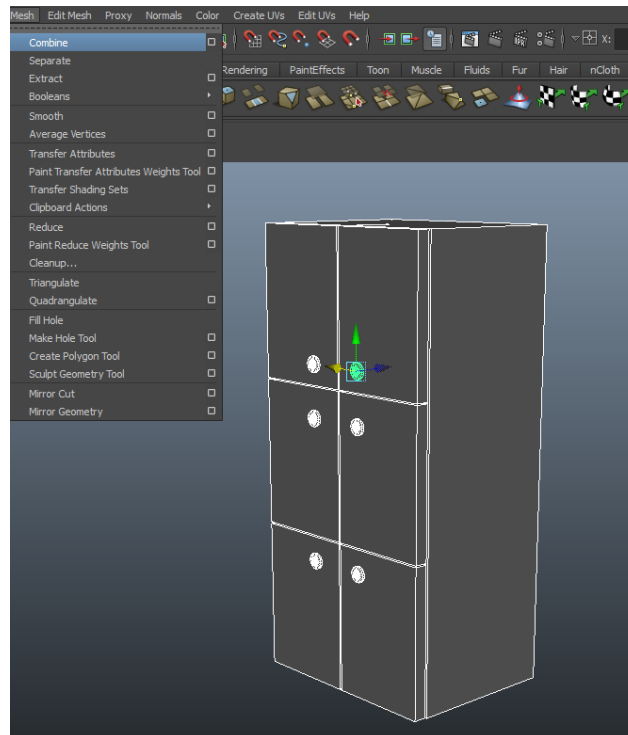 Mesh Edit Mesh Proxy Normals Color Create UVs Edit UVs Help
Combine
Separate
Extract
Booleans
Smooth
Average Vertices
Transfer Attributes
Paint Transfer Attributes Weights Tool
Transfer Shading Sets
Clipboard Actions
Reduce
Paint Reduce Weights Tool
Cleanup...
Triangulate
Quadrangulate
Fill Hole
Make Hole Tool
Create Polygon Tool
Sculpt Geometry Tool
Mirror Cut
Mirror Geometry
X:
Rendering PaintEffects Toon Muscle Fluids Fur Hair nCloth